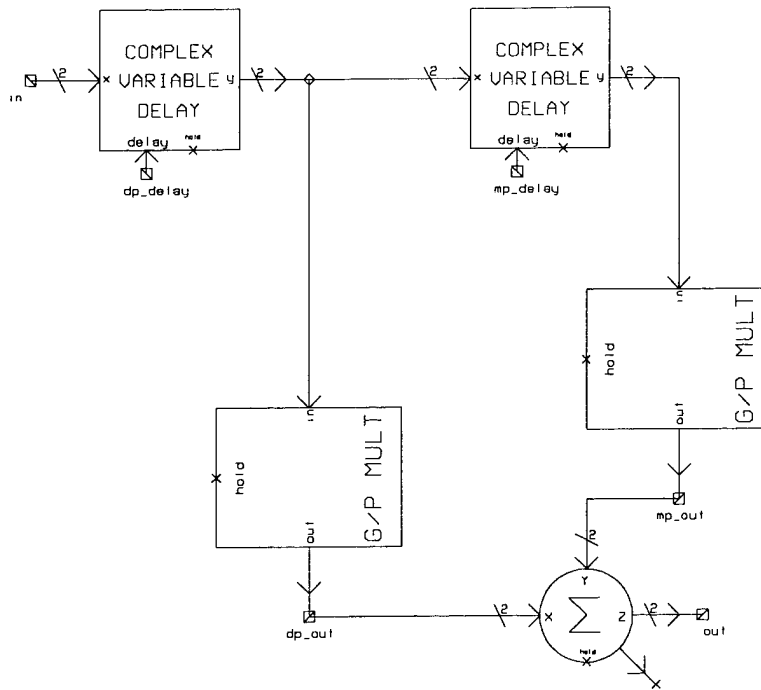 COMPLEX
VARIABLE
DELAY
x
y
2
2
in
delay
hold
dp_delay
COMPLEX
VARIABLE
DELAY
x
y
2
2
delay
hold
mp_delay
in
hold
G/P MULT
out
mp_out
in
hold
G/P MULT
out
dp_out
2
2
Y
X
Σ
Z
2
hold
out